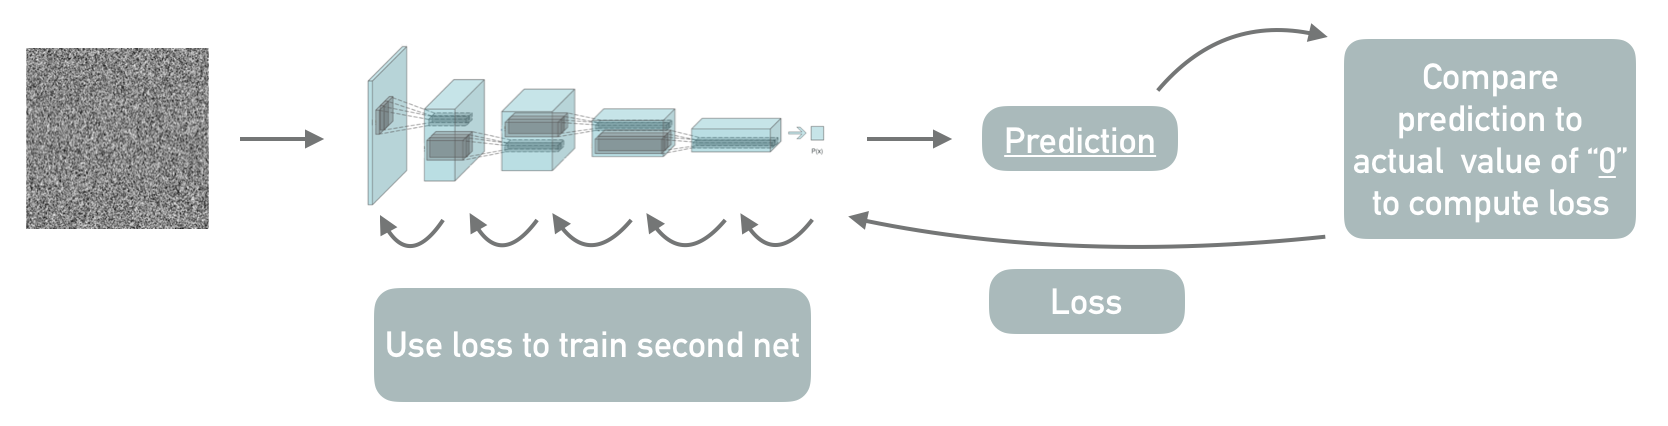 P(x)
Prediction
Compare
prediction to
actual value of “0”
to compute loss
Loss
Use loss to train second net